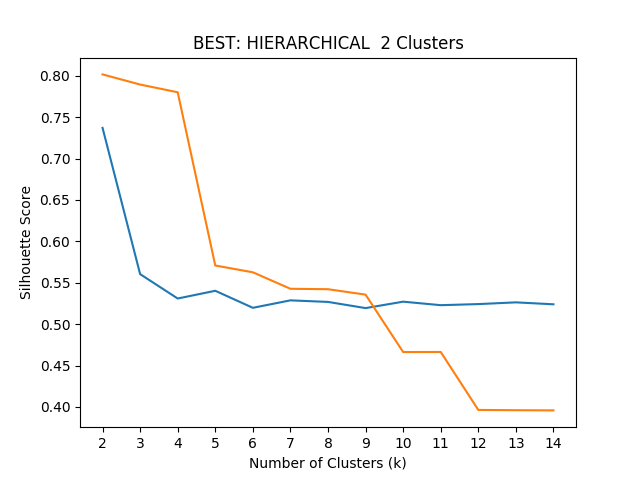 BEST: HIERARCHICAL  2 Clusters
0.80
0.75
0.70
0.65
0.60
0.55
0.50
0.45
0.40
Silhouette Score
2 3 4 5 6 7 8 9 10 11 12 13 14
Number of Clusters (k)